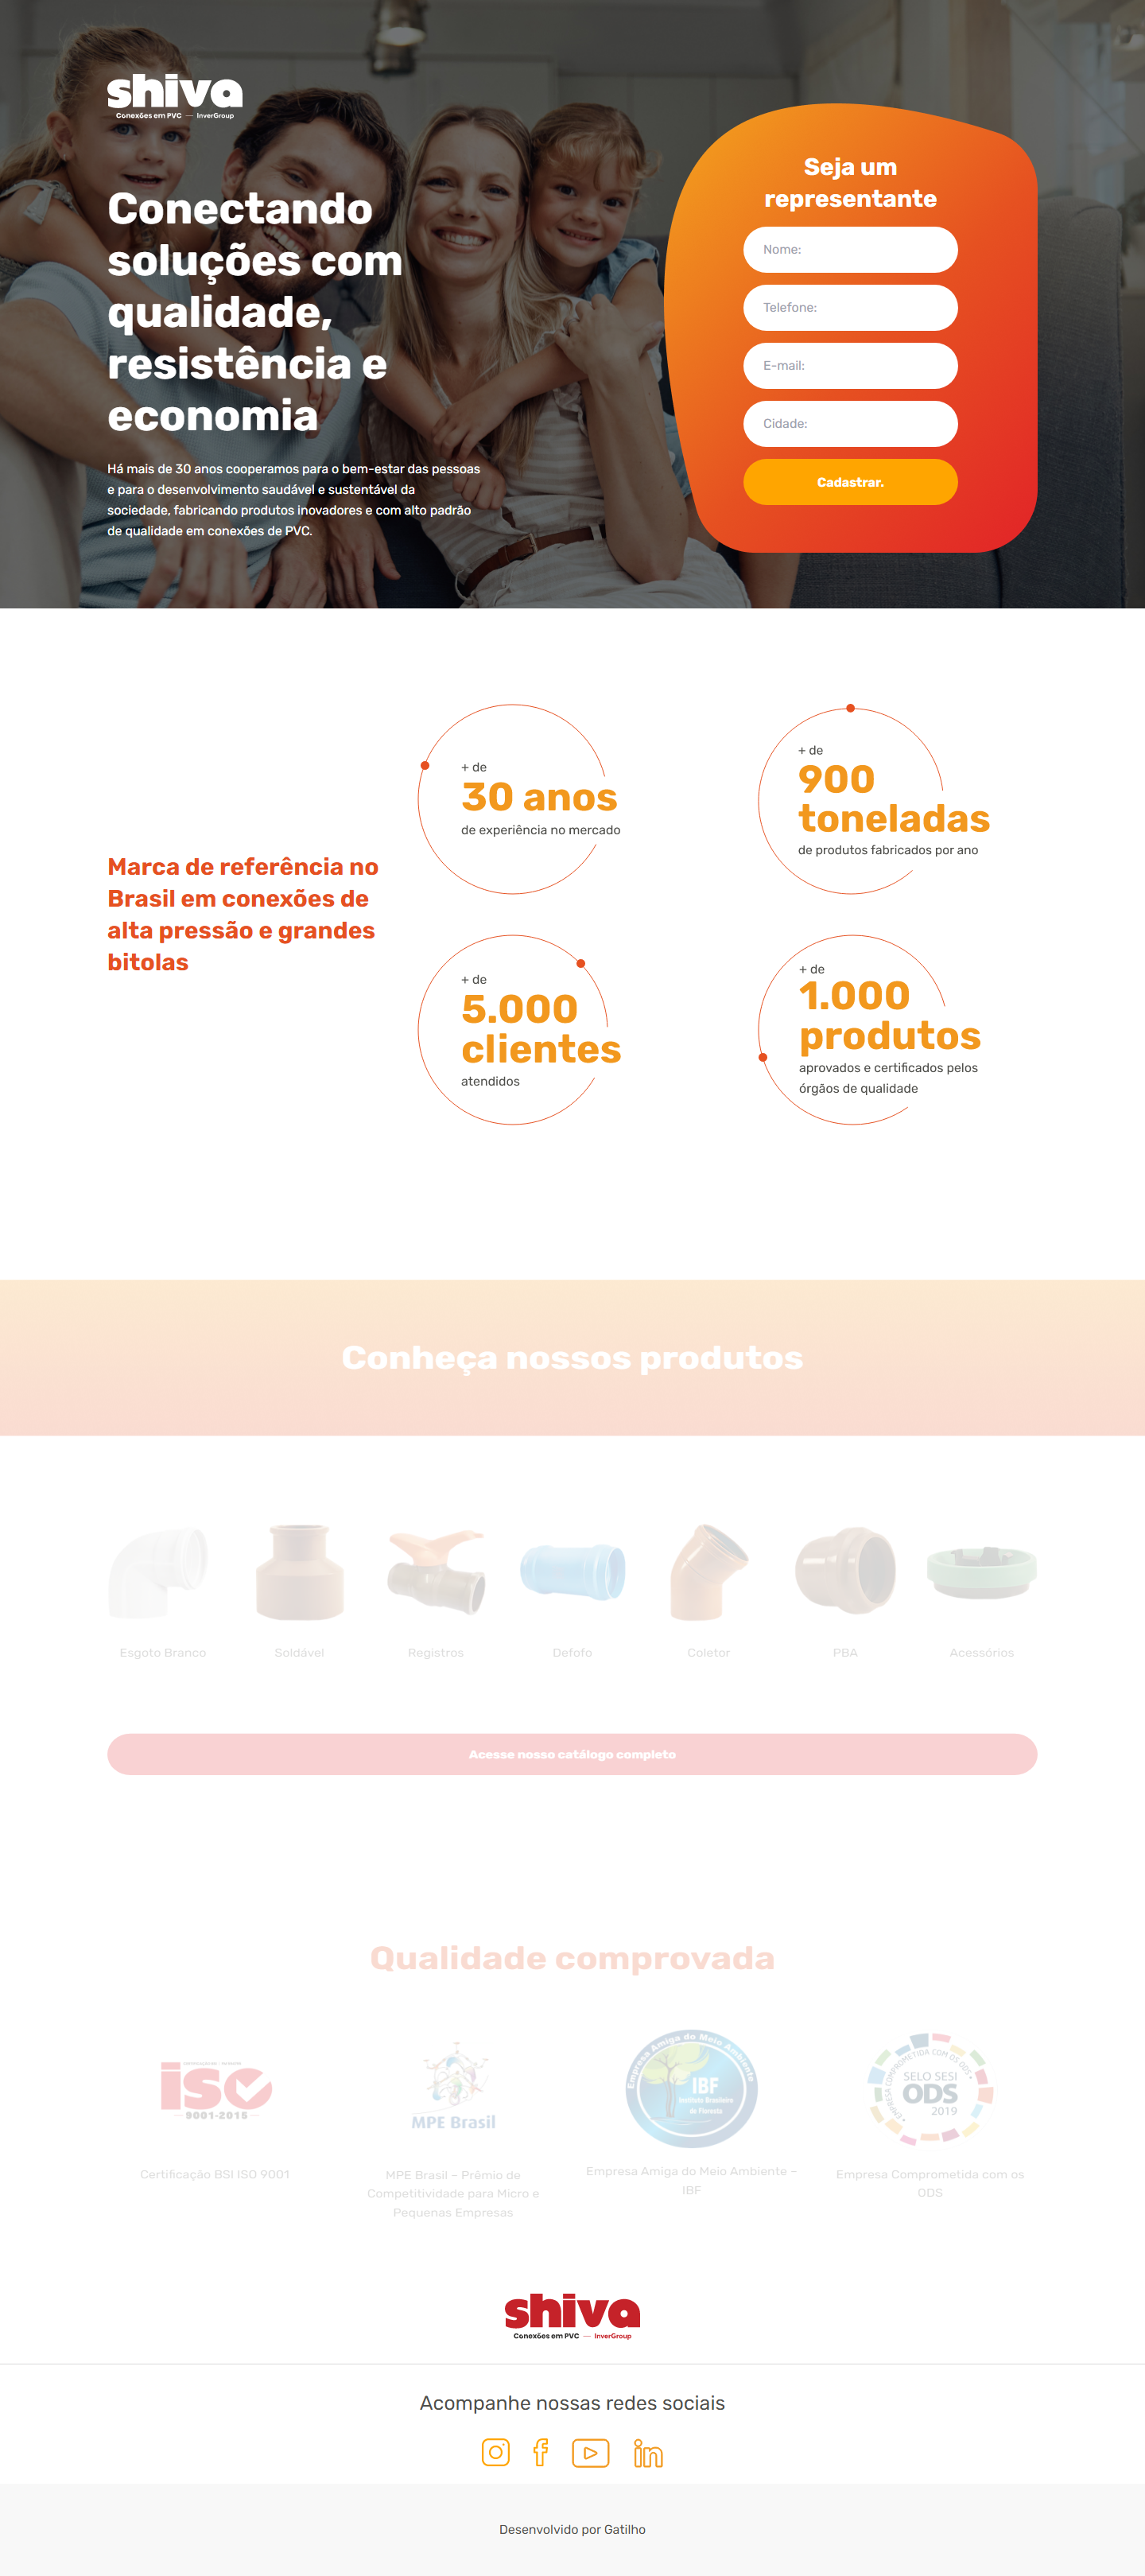 shiva
Conexões em PVC — InverGroup
Conectando
soluções com
qualidade,
resistência e
economia
Há mais de 30 anos cooperamos para o bem-estar das pessoas
e para o desenvolvimento saudável e sustentável da
sociedade, fabricando produtos inovadores e com alto padrão
de qualidade em conexões de PVC.
Seja um
representante
Nome:
Telefone:
E-mail:
Cidade:
Cadastrar.
Marca de referência no
Brasil em conexões de
alta pressão e grandes
bitolas
+ de
30 anos
de experiência no mercado
+ de
900
toneladas
de produtos fabricados por ano
+ de
5.000
clientes
atendidos
+ de
1.000
produtos
aprovados e certificados pelos
órgãos de qualidade
Conheça nossos produtos
Esgoto Branco
Soldável
Registros
Defofo
Coletor
PBA
Acessórios
Acesse nosso catálogo completo
Qualidade comprovada
iso
9001-2015
Certificação BSI ISO 9001
MPE Brasil
MPE Brasil – Prêmio de
Competitividade para Micro e
Pequenas Empresas
Empresa Amiga do Meio Ambiente
IBF
Instituto Brasileiro
de Floresta
Empresa Amiga do Meio Ambiente –
IBF
EMPRESA COMPROMETIDA COM OS ODS
SELO SESI
ODS
2019
Empresa Comprometida com os
ODS
shiva
Conexões em PVC — InverGroup
Acompanhe nossas redes sociais
Desenvolvido por Gatilho